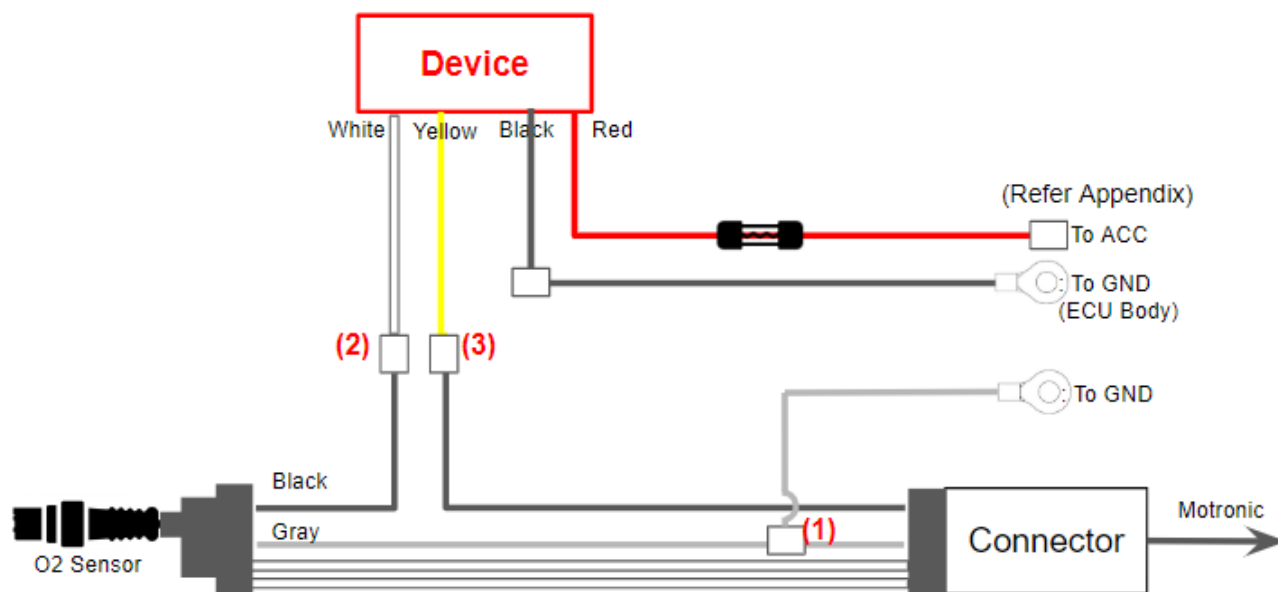 Device
White
Yellow
Black
Red
(Refer Appendix)
To ACC
To GND
(ECU Body)
(2)
(3)
To GND
Black
Gray
(1)
Motronic
Connector
O2 Sensor